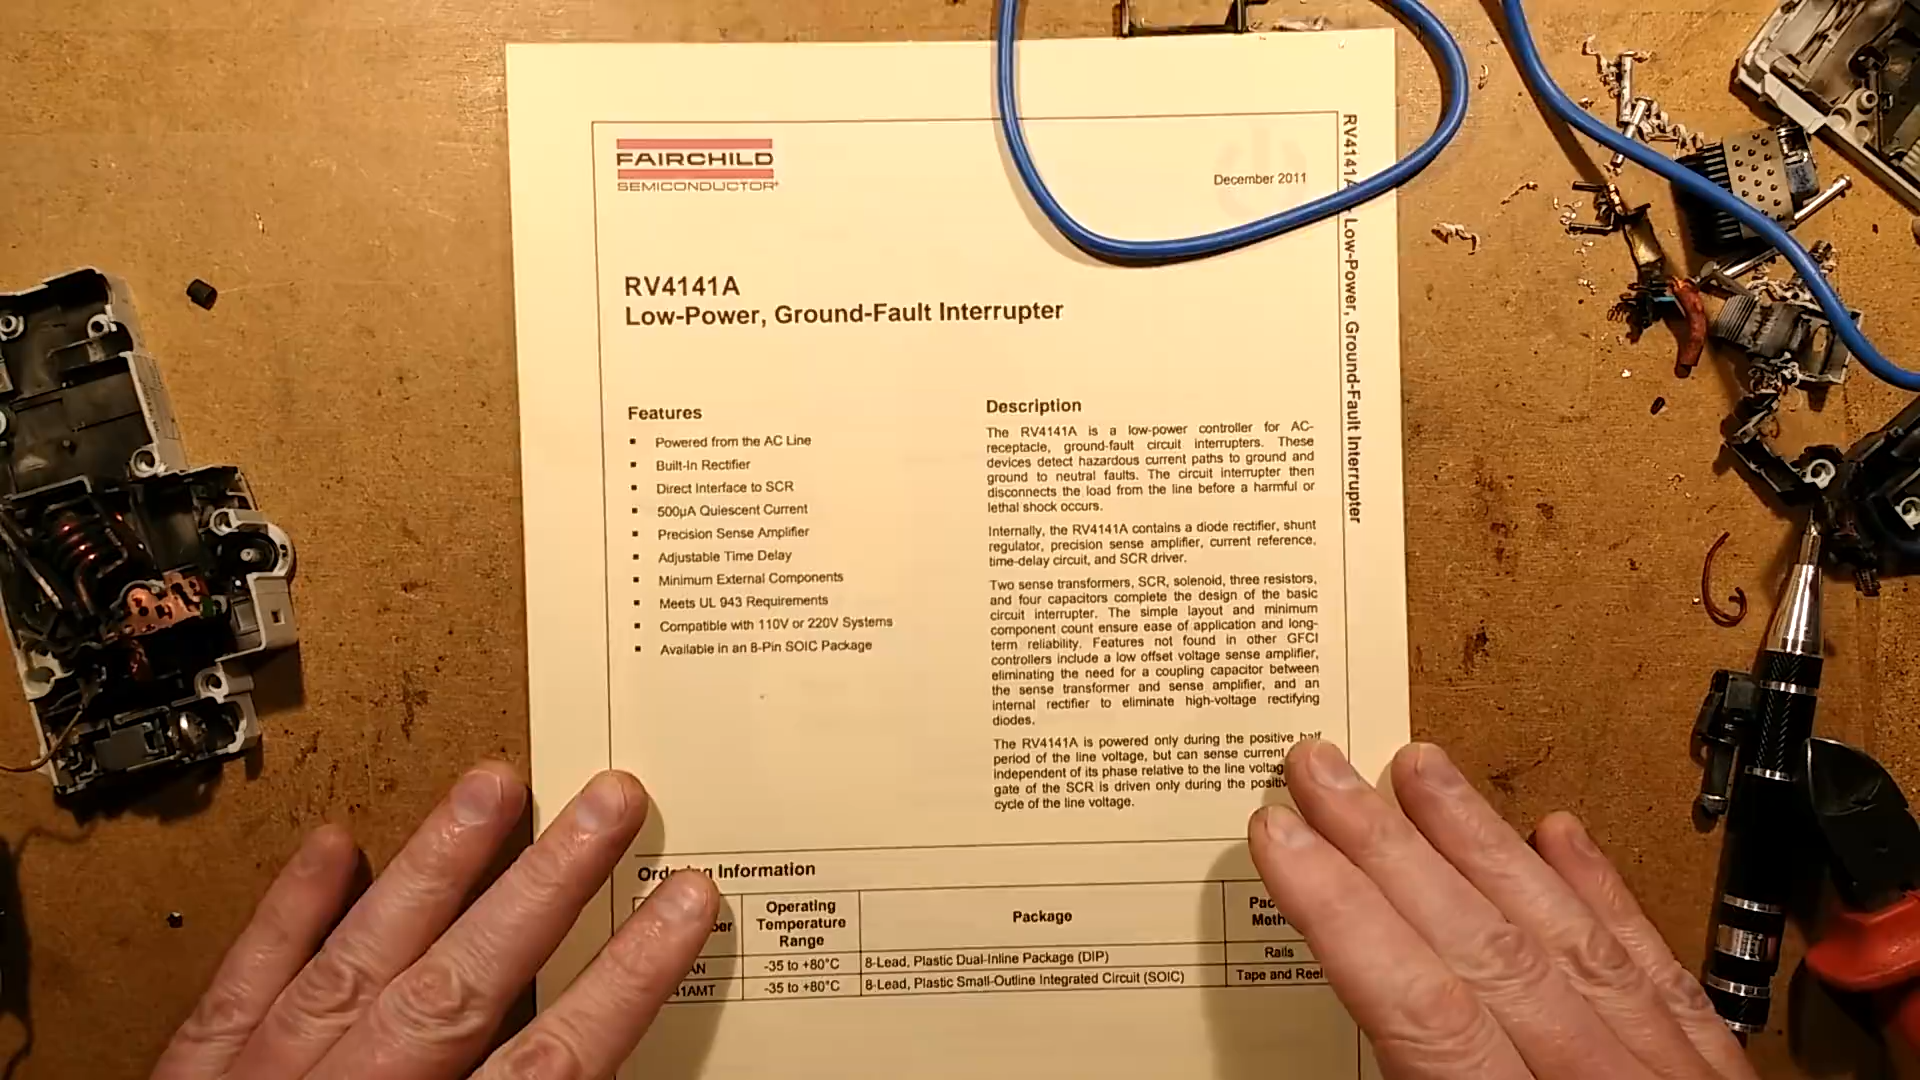 FAIRCHILD
SEMICONDUCTOR
December 2011
RV4141A
Low-Power, Ground-Fault Interrupter
Features
▪ Powered from the AC Line
▪ Built-In Rectifier
▪ Direct Interface to SCR
▪ 500µA Quiescent Current
▪ Precision Sense Amplifier
▪ Adjustable Time Delay
▪ Minimum External Components
▪ Meets UL 943 Requirements
▪ Compatible with 110V or 220V Systems
▪ Available in an 8-Pin SOIC Package
Description
The RV4141A is a low-power controller for AC-
receptacle, ground-fault circuit interrupters. These
devices detect hazardous current paths to ground and
ground to neutral faults. The circuit interrupter then
disconnects the load from the line before a harmful or
lethal shock occurs.
Internally, the RV4141A contains a diode rectifier, shunt
regulator, precision sense amplifier, current reference,
time-delay circuit, and SCR driver.
Two sense transformers, SCR, solenoid, three resistors,
and four capacitors complete the design of the basic
circuit interrupter. The simple layout and minimum
component count ensure ease of application and long-
term reliability. Features not found in other GFCI
controllers include a low offset voltage sense amplifier,
eliminating the need for a coupling capacitor between
the sense transformer and sense amplifier, and an
internal rectifier to eliminate high-voltage rectifying
diodes.
The RV4141A is powered only during the positive half
period of the line voltage, but can sense current
independent of its phase relative to the line voltag
gate of the SCR is driven only during the positiv
cycle of the line voltage.
RV4141A Low-Power, Ground-Fault Interrupter
Information
Operating
Temperature
Range
Package
-35 to +80°C
8-Lead, Plastic Dual-Inline Package (DIP)
Rails
41AMT
-35 to +80°C
8-Lead, Plastic Small-Outline Integrated Circuit (SOIC)
Tape and Reel